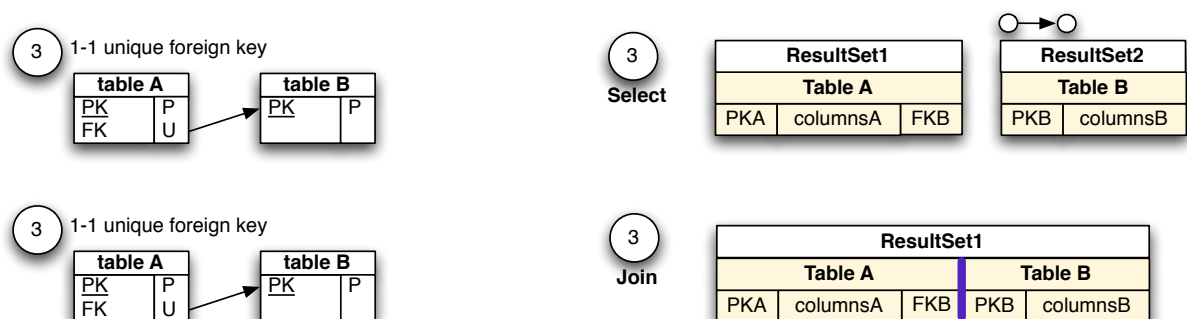 3 1-1 unique foreign key
table A
PK P
FK U
table B
PK P
3
Select
ResultSet1
Table A
PKA columnsA FKB
ResultSet2
Table B
PKB columnsB
3 1-1 unique foreign key
table A
PK P
FK U
table B
PK P
3
Join
ResultSet1
Table A Table B
PKA columnsA FKB PKB columnsB